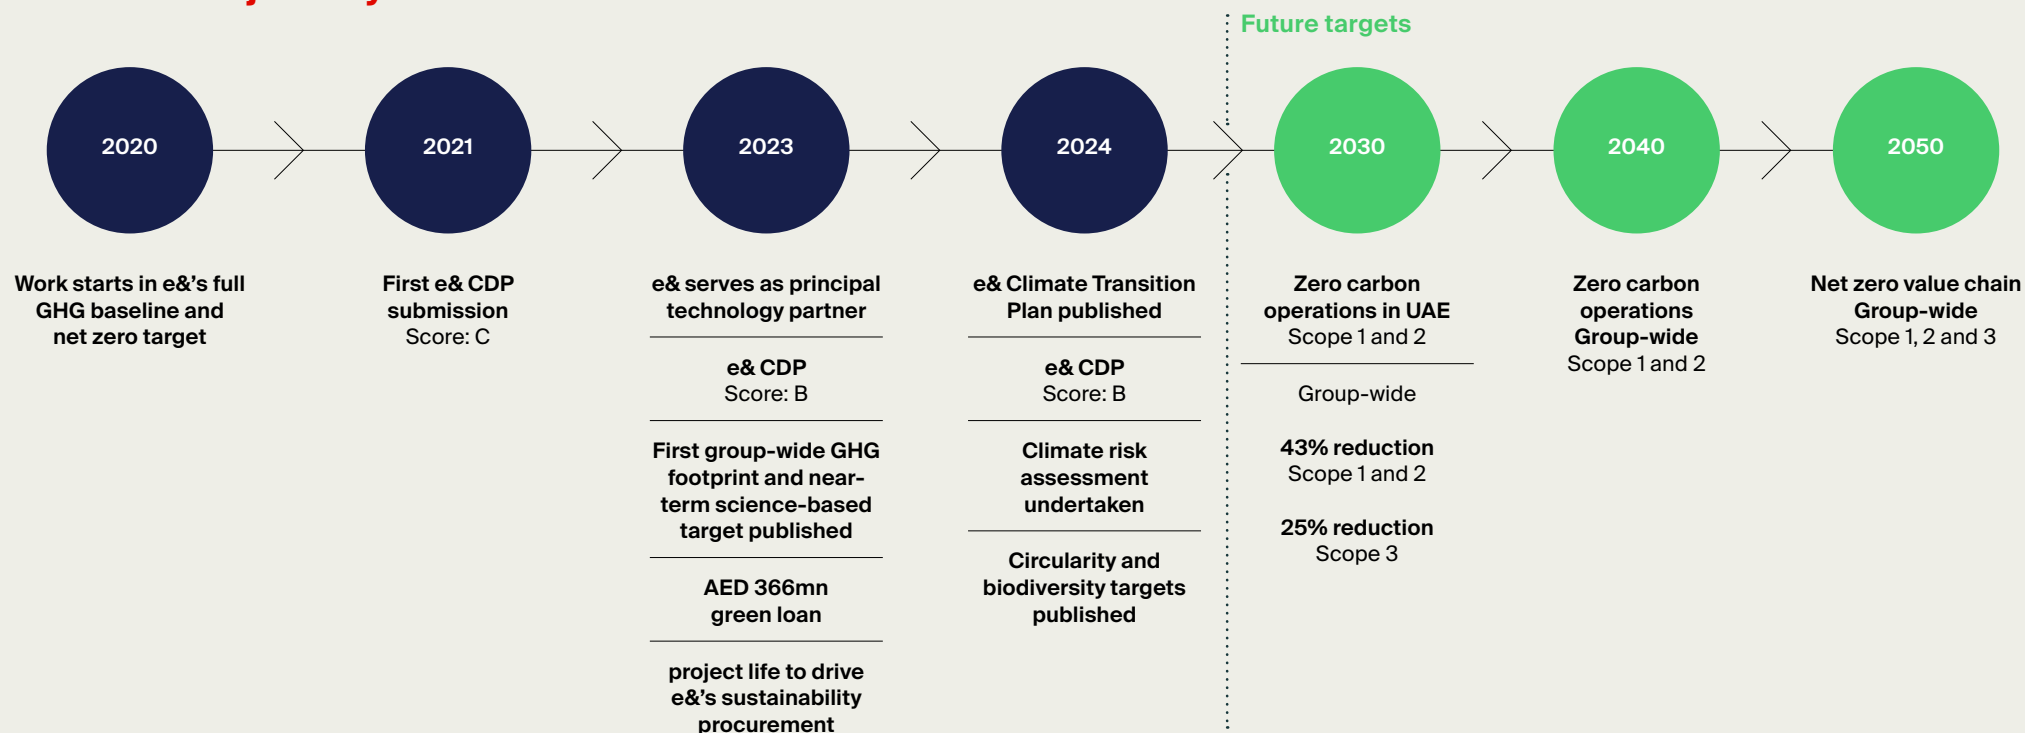 Future targets
2020
2021
2023
2024
2030
2040
2050
Work starts in e&’s full
GHG baseline and
net zero target
First e& CDP
submission
Score: C
e& serves as principal
technology partner
e& CDP
Score: B
First group-wide GHG
footprint and near-
term science-based
target published
AED 366mn
green loan
project life to drive
e&’s sustainability
procurement
e& Climate Transition
Plan published
e& CDP
Score: B
Climate risk
assessment
undertaken
Circularity and
biodiversity targets
published
Zero carbon
operations in UAE
Scope 1 and 2
Group-wide
43% reduction
Scope 1 and 2
25% reduction
Scope 3
Zero carbon
operations
Group-wide
Scope 1 and 2
Net zero value chain
Group-wide
Scope 1, 2 and 3